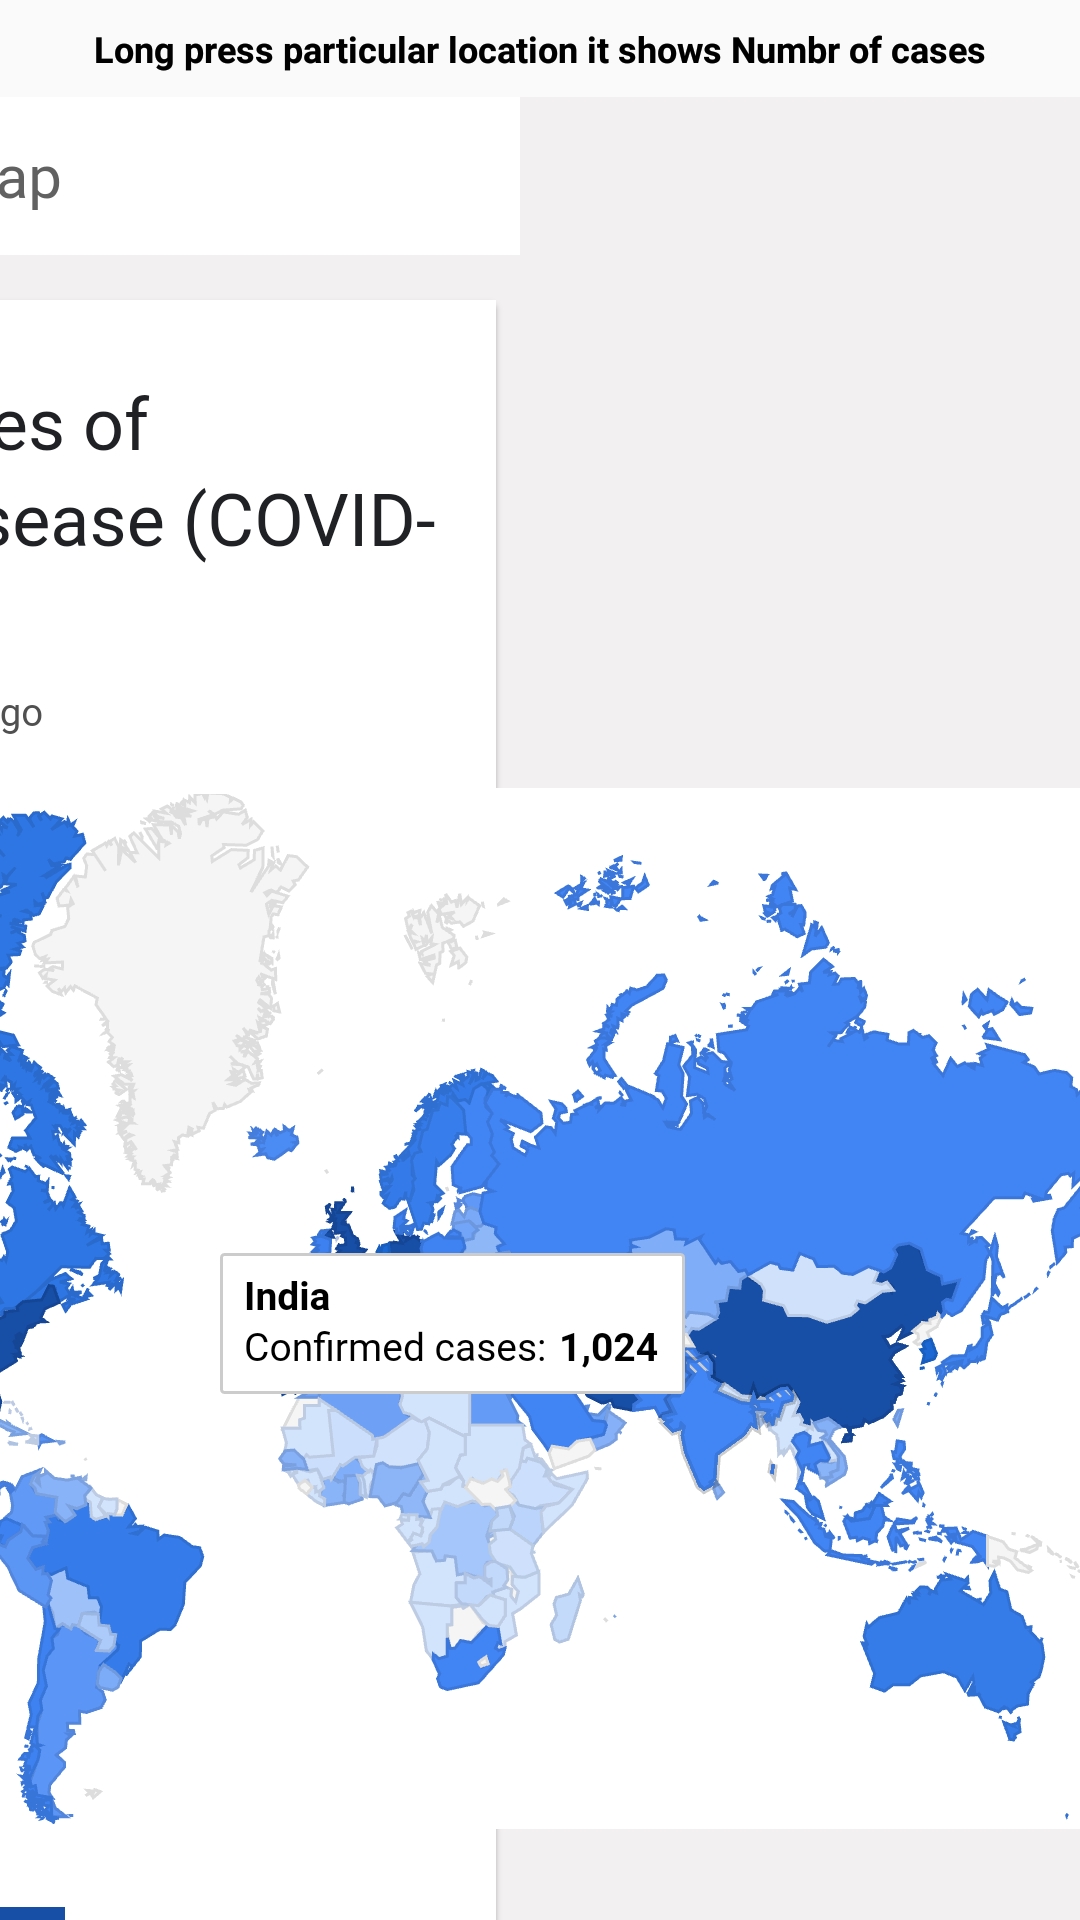 Long press particular location it shows Numbr of cases
ap
es of
sease (COVID-
go
India
Confirmed cases: 1,024